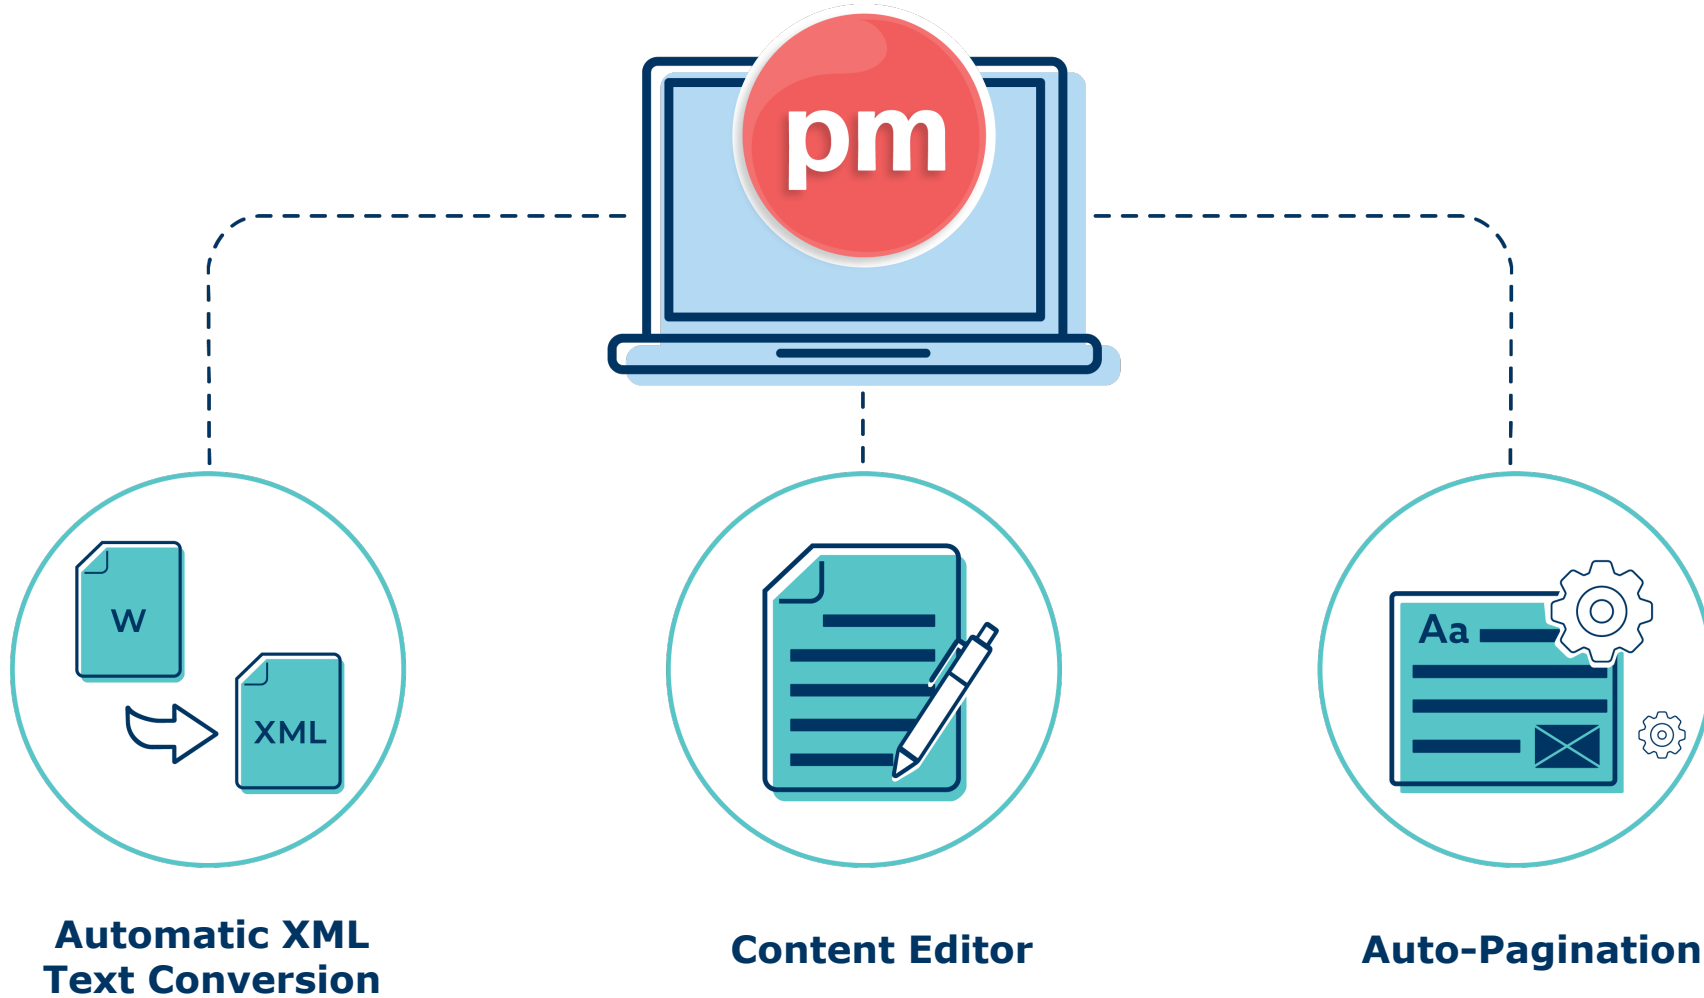 pm
W
XML
Aa
Automatic XML
Text Conversion
Content Editor
Auto-Pagination